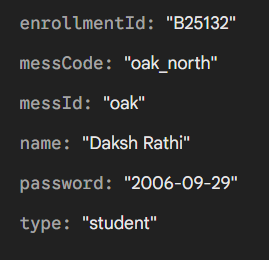 enrollmentId: "B25132"
messCode: "oak_north"
messId: "oak"
name: "Daksh Rathi"
password: "2006-09-29"
type: "student"